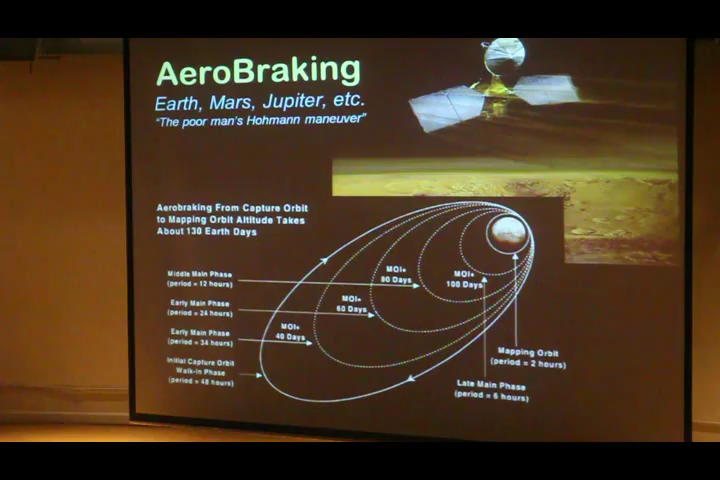 AeroBraking
Earth, Mars, Jupiter, etc.
"The poor man's Hohmann maneuver"
Aerobraking From Capture Orbit
to Mapping Orbit Altitude Takes
About 130 Earth Days
Middle Main Phase
(period = 12 hours)
Early Main Phase
(period = 24 hours)
Early Main Phase
(period = 34 hours)
Initial Capture Orbit
Walk-in Phase
(period = 48 hours)
MOI+
40 Days
MOI+
60 Days
MOI+
80 Days
MOI+
100 Days
Mapping Orbit
(period = 2 hours)
Late Main Phase
(period = 6 hours)